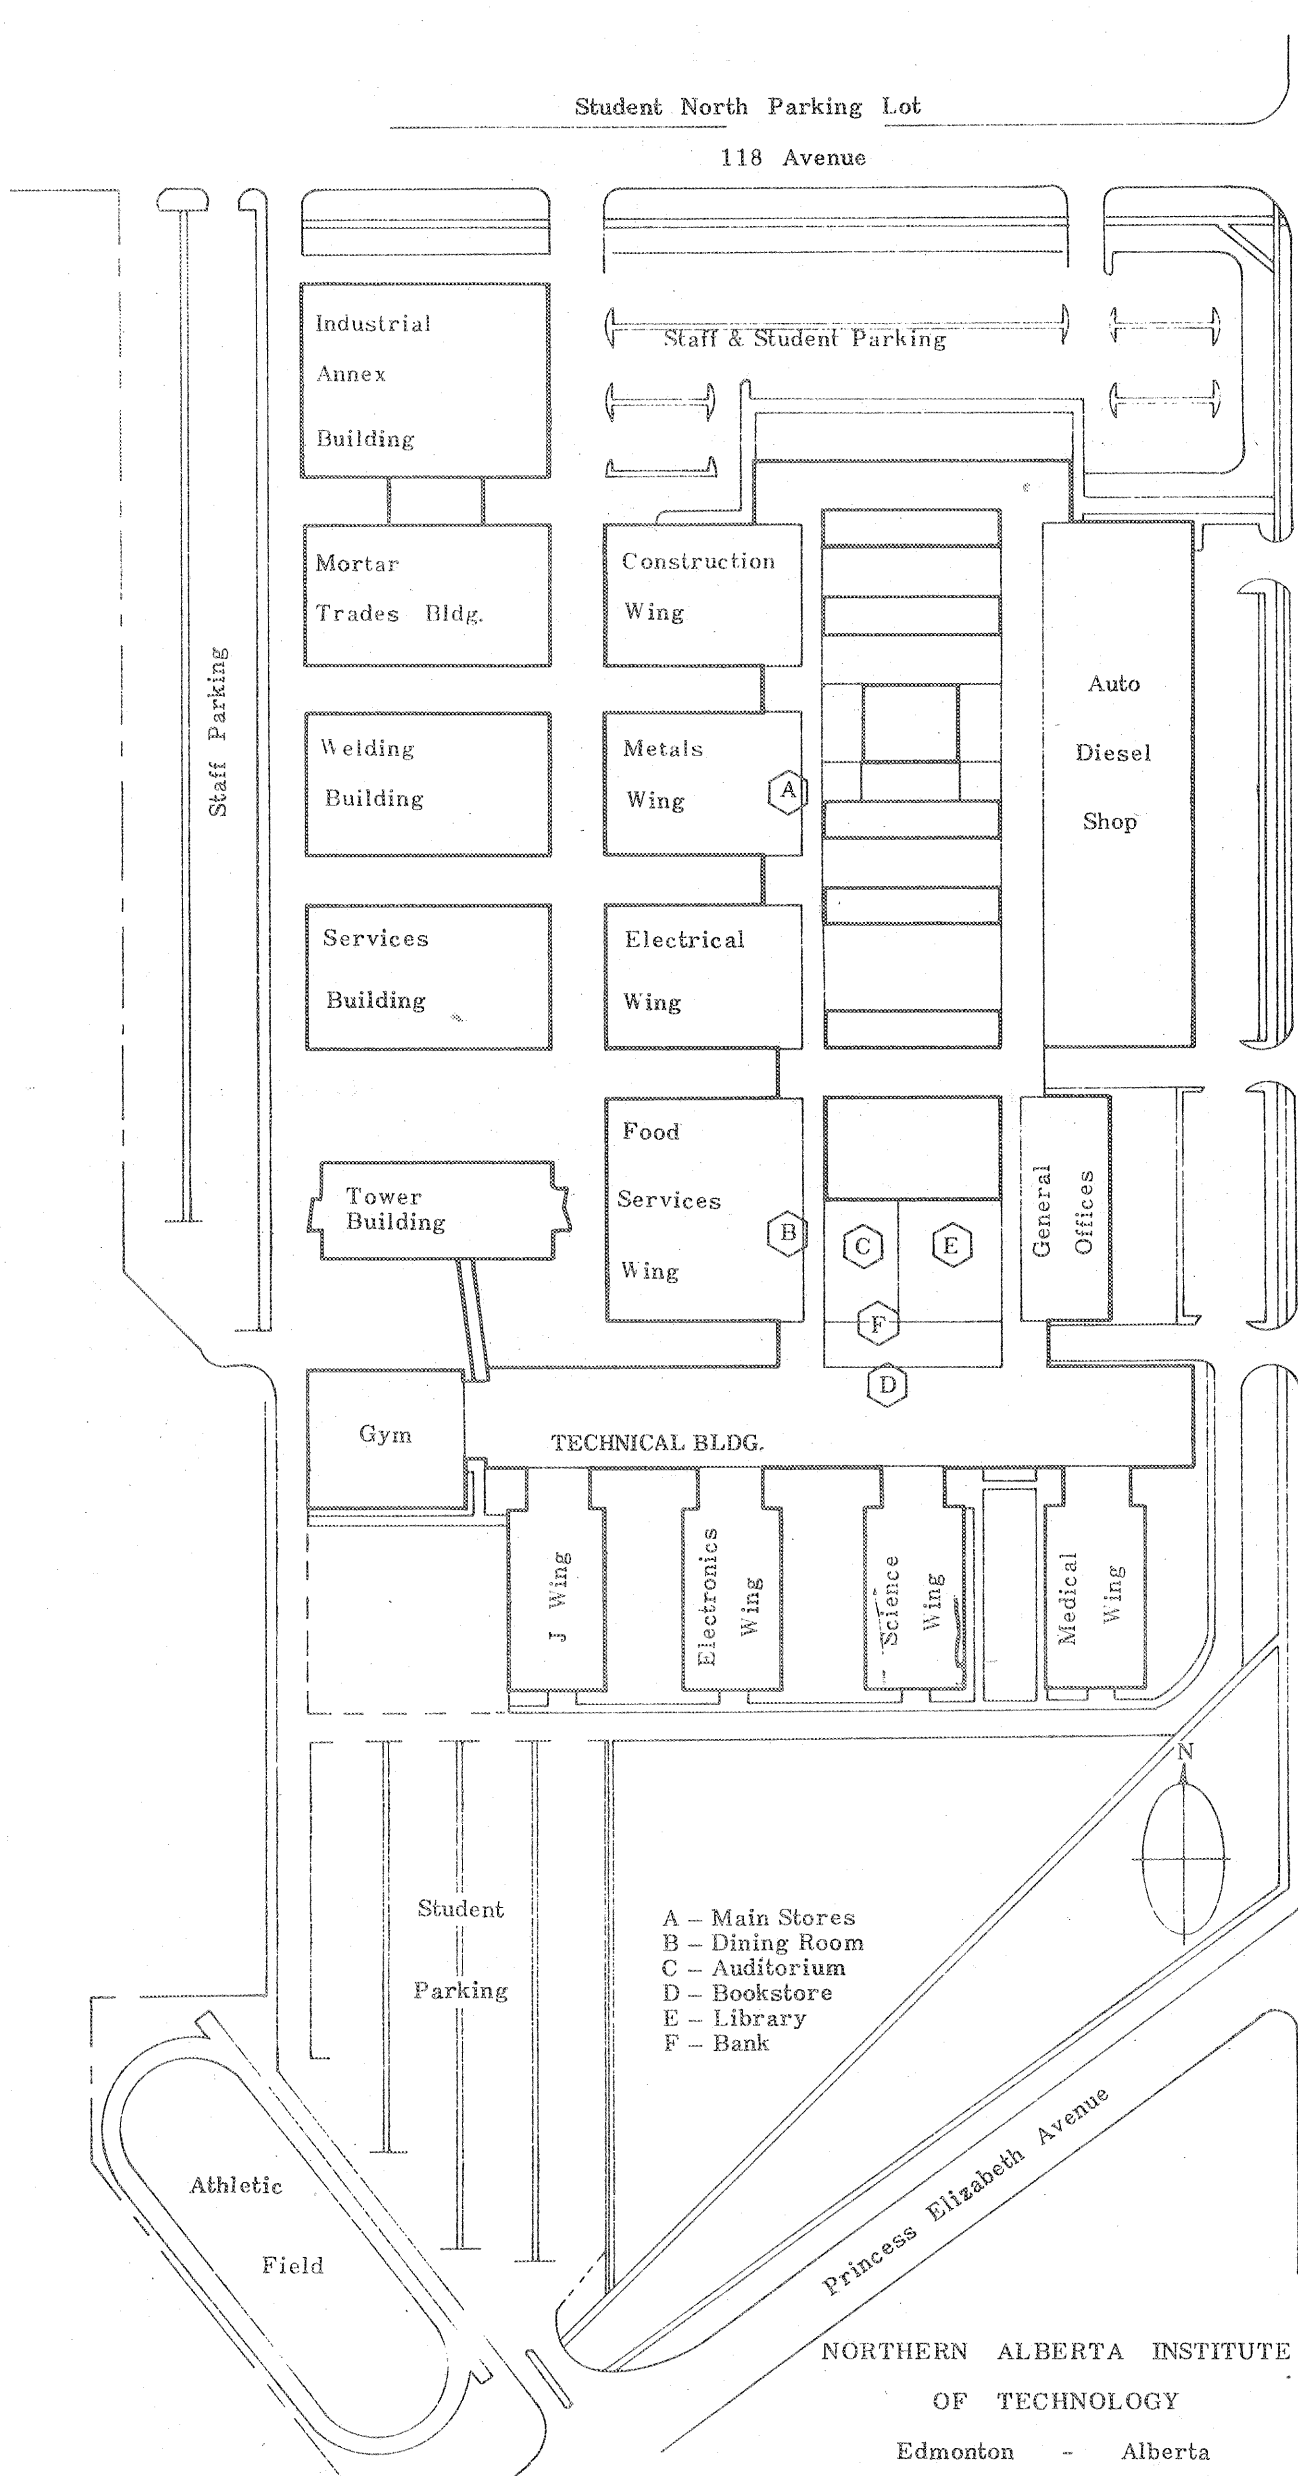 Student North Parking Lot
118 Avenue
Industrial
Annex
Building
Staff & Student Parking
Mortar
Trades Bldg.
Construction
Wing
Staff Parking
Auto
Diesel
Shop
Welding
Building
Metals
Wing
A
Services
Building
Electrical
Wing
Food
Services
Wing
Tower
Building
B
C
E
F
D
General
Offices
Gym
TECHNICAL BLDG.
J Wing
Electronics
Wing
Science
Wing
Medical
Wing
N
Student
Parking
A - Main Stores
B - Dining Room
C - Auditorium
D - Bookstore
E - Library
F - Bank
Athletic
Field
Princess Elizabeth Avenue
NORTHERN ALBERTA INSTITUTE
OF TECHNOLOGY
Edmonton - Alberta